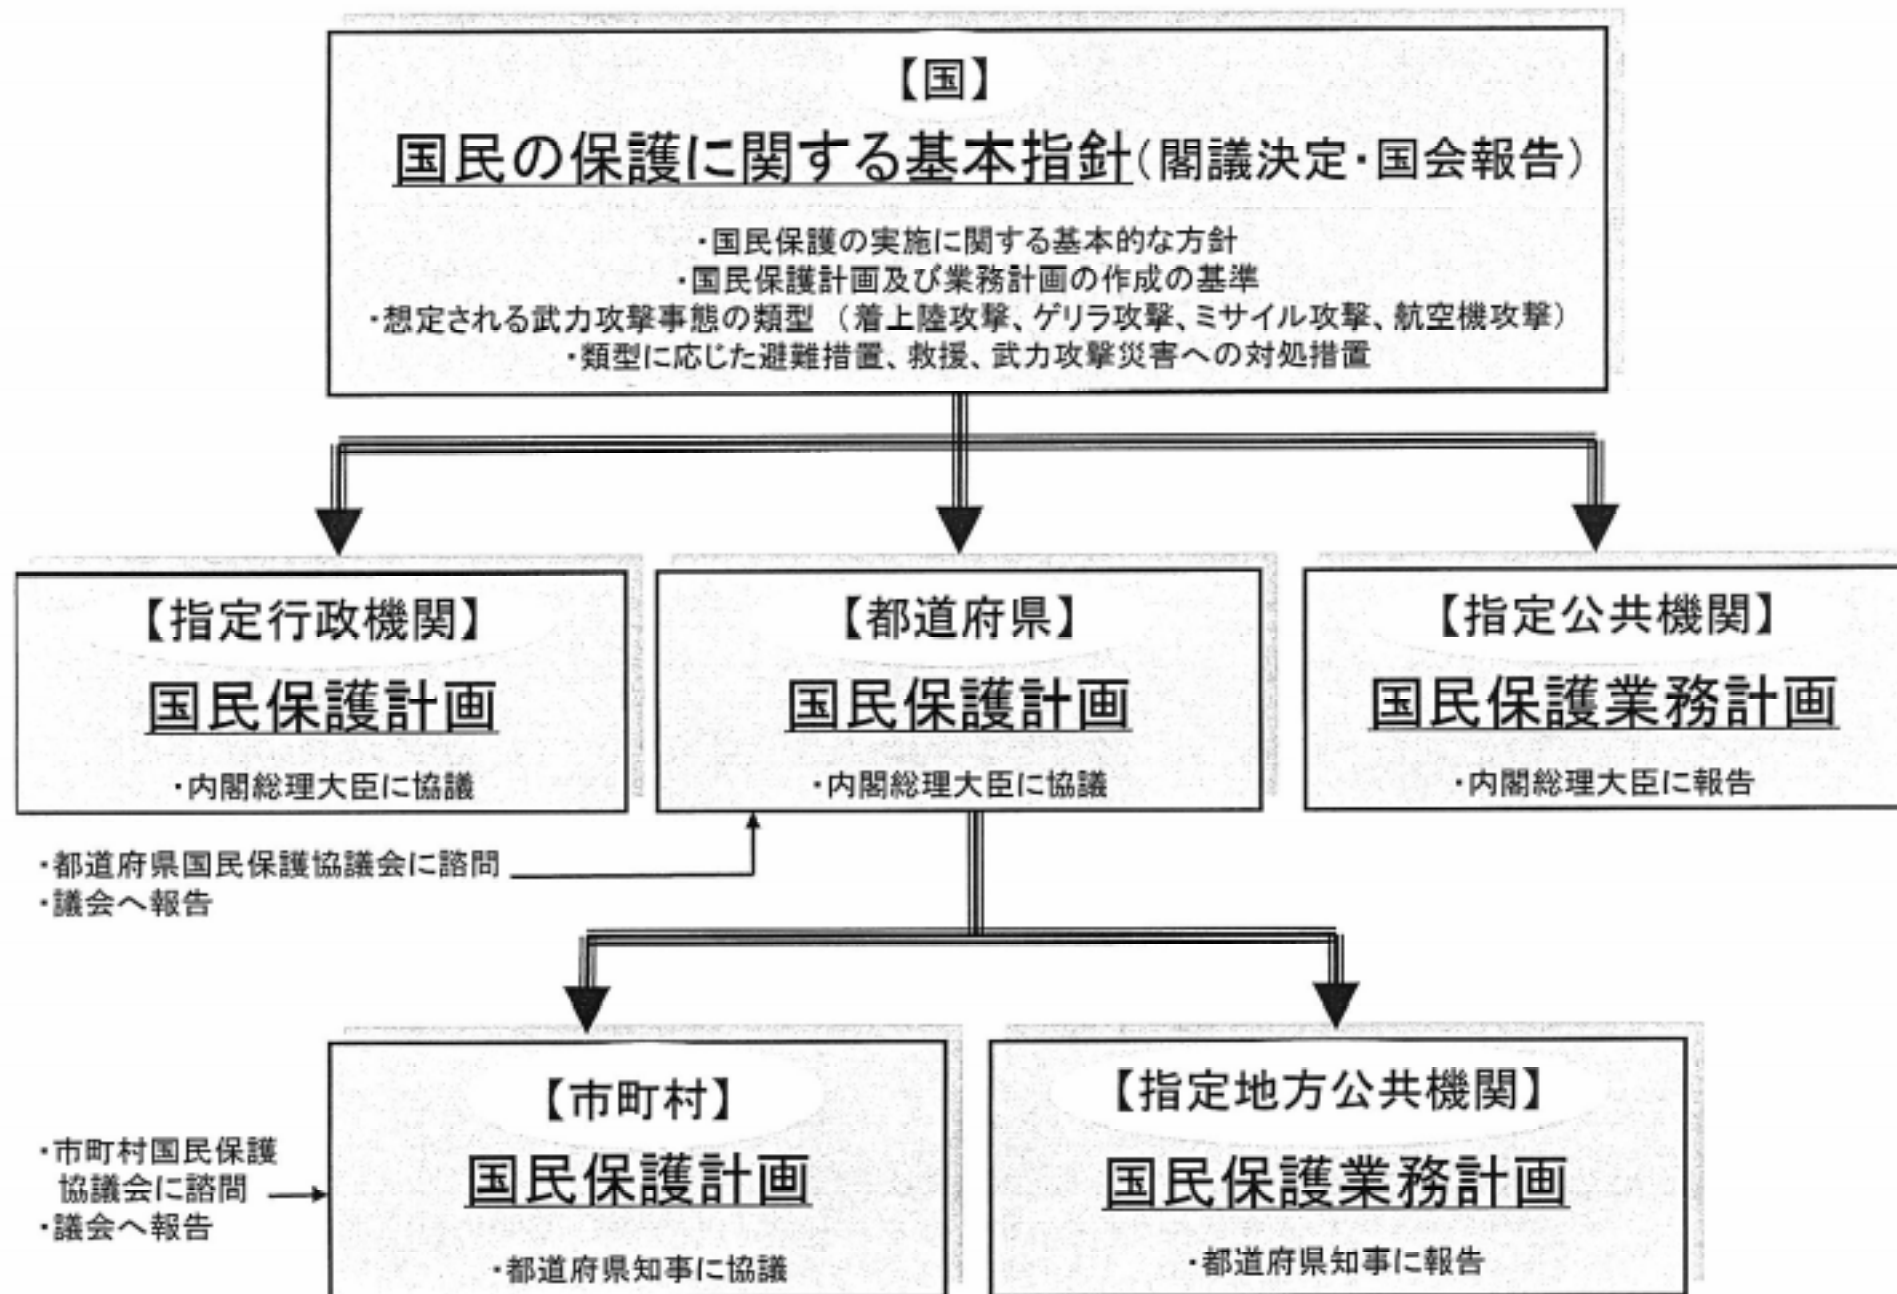 【国】
国民の保護に関する基本指針(閣議決定・国会報告)
・国民保護の実施に関する基本的な方針
・国民保護計画及び業務計画の作成の基準
・想定される武力攻撃事態の類型 (着上陸攻撃、ゲリラ攻撃、ミサイル攻撃、航空機攻撃)
・類型に応じた避難措置、救援、武力攻撃災害への対処措置
【指定行政機関】
国民保護計画
・内閣総理大臣に協議
【都道府県】
国民保護計画
・内閣総理大臣に協議
【指定公共機関】
国民保護業務計画
・内閣総理大臣に報告
・都道府県国民保護協議会に諮問
・議会へ報告
・市町村国民保護
協議会に諮問
・議会へ報告
【市町村】
国民保護計画
・都道府県知事に協議
【指定地方公共機関】
国民保護業務計画
・都道府県知事に報告